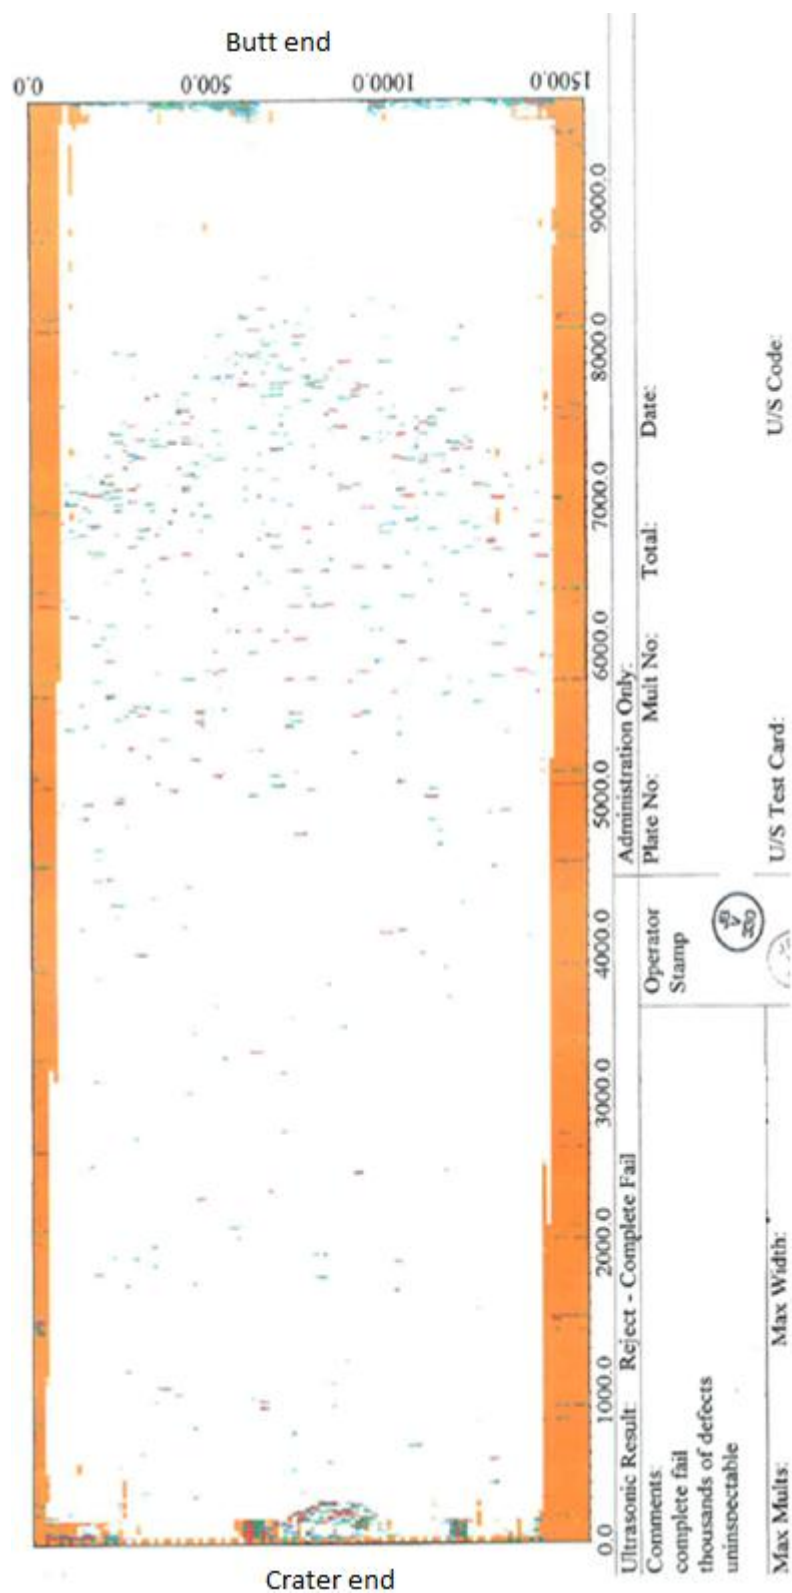 Butt end
0.0 500.0 1000.0 1500.0
0.0 1000.0 2000.0 3000.0 4000.0 5000.0 6000.0 7000.0 8000.0 9000.0
Ultrasonic Result: Reject - Complete Fail
Comments:
complete fail
thousands of defects
uninspectable
Max Mults: Max Width:
Operator
Stamp
Administration Only:
Plate No: Mult No: Total: Date:
U/S Test Card: U/S Code:
Crater end